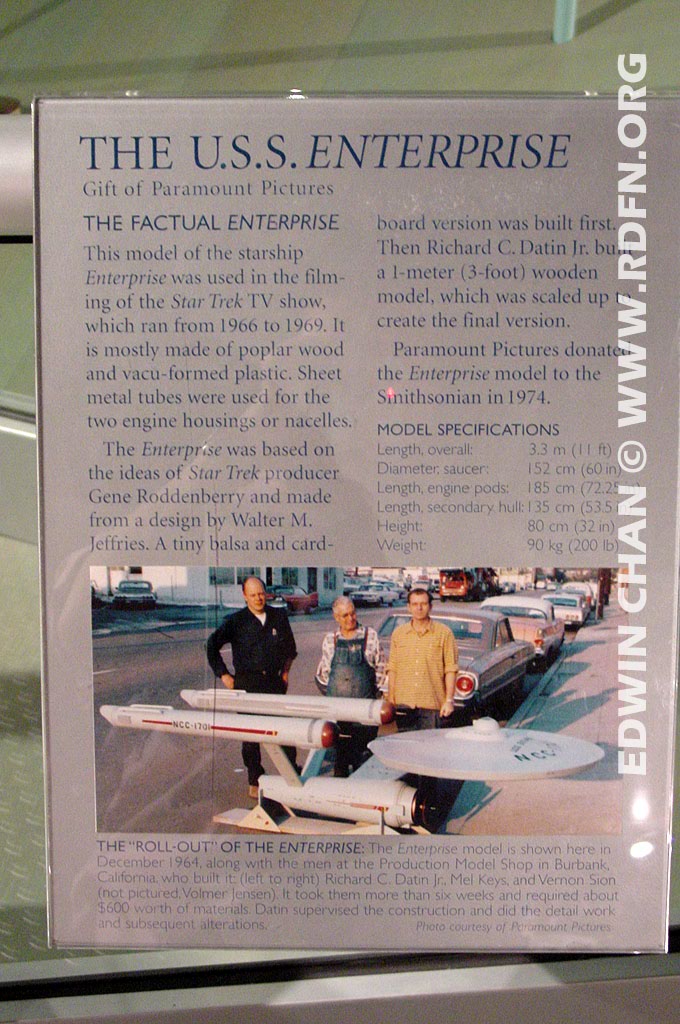 THE U.S.S. ENTERPRISE
Gift of Paramount Pictures
THE FACTUAL ENTERPRISE
This model of the starship
Enterprise was used in the film-
ing of the Star Trek TV show,
which ran from 1966 to 1969. It
is mostly made of poplar wood
and vacu-formed plastic. Sheet
metal tubes were used for the
two engine housings or nacelles.
The Enterprise was based on
the ideas of Star Trek producer
Gene Roddenberry and made
from a design by Walter M.
Jeffries. A tiny balsa and card-
board version was built first.
Then Richard C. Datin Jr. built
a 1-meter (3-foot) wooden
model, which was scaled up to
create the final version.
Paramount Pictures donated
the Enterprise model to the
Smithsonian in 1974.
MODEL SPECIFICATIONS
Length, overall: 3.3 m (11 ft)
Diameter, saucer: 152 cm (60 in)
Length, engine pods: 185 cm (72.25 in)
Length, secondary hull: 135 cm (53.5 in)
Height: 80 cm (32 in)
Weight: 90 kg (200 lb)
NCC-1701
NCC
THE "ROLL-OUT" OF THE ENTERPRISE: The Enterprise model is shown here in
December 1964, along with the men at the Production Model Shop in Burbank,
California, who built it: (left to right) Richard C. Datin Jr., Mel Keys, and Vernon Sion
(not pictured, Volmer Jensen). It took them more than six weeks and required about
$600 worth of materials. Datin supervised the construction and did the detail work
and subsequent alterations. Photo courtesy of Paramount Pictures
EDWIN CHAN © WWW.RDFN.ORG